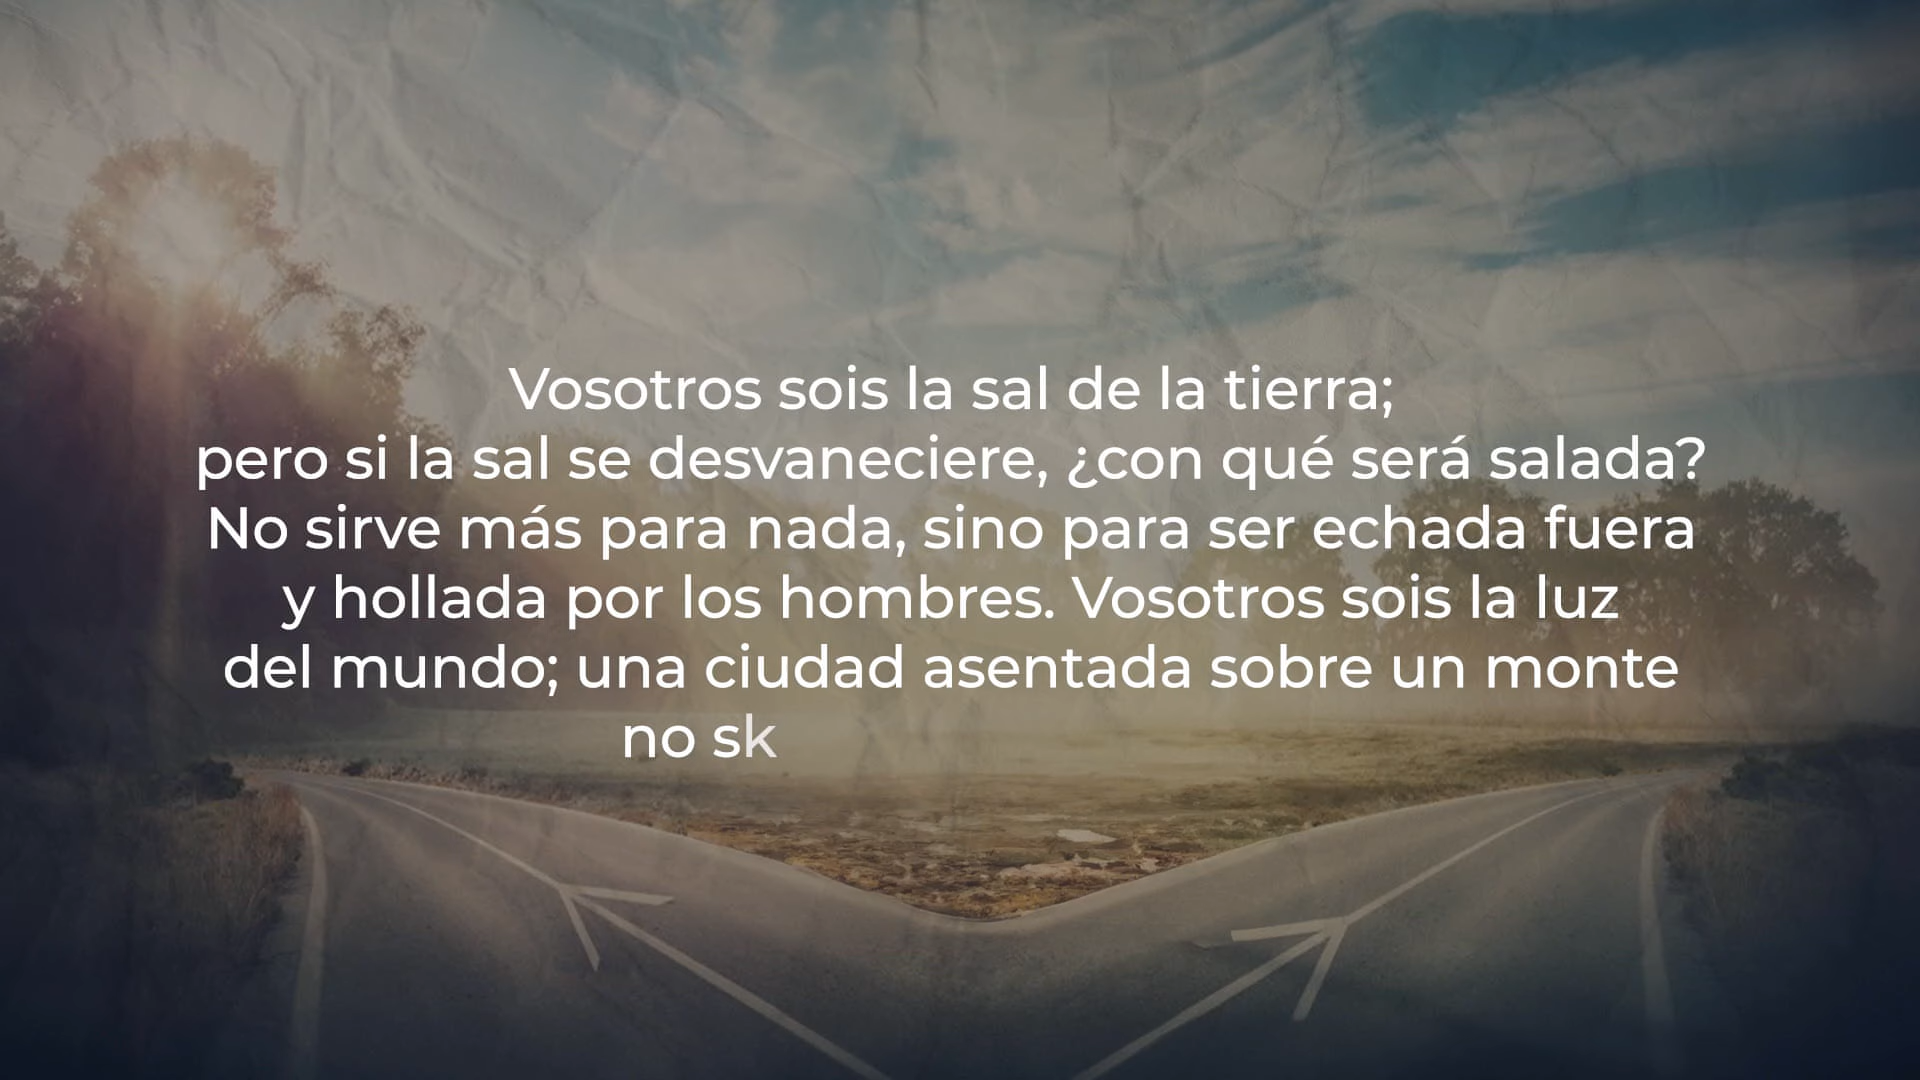 Vosotros sois la sal de la tierra;
pero si la sal se desvaneciere, ¿con qué será salada?
No sirve más para nada, sino para ser echada fuera
y hollada por los hombres. Vosotros sois la luz
del mundo; una ciudad asentada sobre un monte
no sk